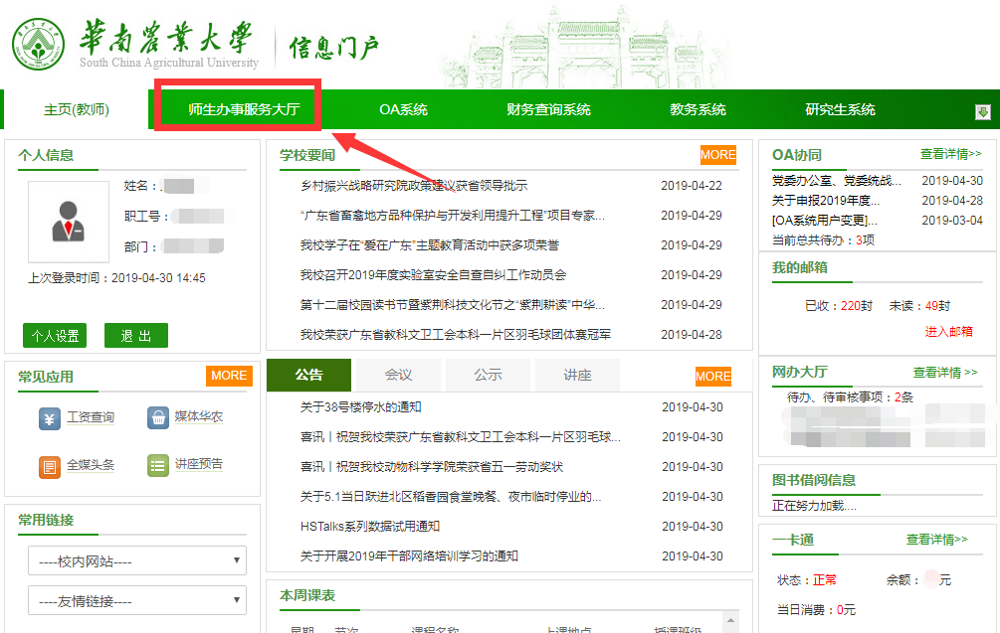 華南農業大學
South China Agricultural University
信息门户
主页(教师)
师生办事服务大厅
OA系统
财务查询系统
教务系统
研究生系统
个人信息
姓名：
职工号：
部门：
上次登录时间：2019-04-30 14:45
个人设置
退 出
常见应用
MORE
工资查询
媒体华农
全媒头条
讲座预告
常用链接
----校内网站----
----友情链接----
学校要闻
MORE
乡村振兴战略研究院政策建议获省领导批示 2019-04-22
“广东省畜禽地方品种保护与开发利用提升工程”项目专家... 2019-04-29
我校学子在“爱在广东”主题教育活动中获多项荣誉 2019-04-29
我校召开2019年度实验室安全自查自纠工作动员会 2019-04-29
第十二届校园读书节暨紫荆科技文化节之“紫荆耕读”中华... 2019-04-29
我校荣获广东省教科文卫工会本科一片区羽毛球团体赛冠军 2019-04-28
公告
会议
公示
讲座
MORE
关于38号楼停水的通知 2019-04-30
喜讯丨祝贺我校荣获广东省教科文卫工会本科一片区羽毛球... 2019-04-30
喜讯丨祝贺我校动物科学学院荣获省五一劳动奖状 2019-04-30
关于5.1当日跃进北区稻香园食堂晚餐、夜市临时停业的... 2019-04-30
HSTalks系列数据试用通知 2019-04-30
关于开展2019年干部网络培训学习的通知 2019-04-30
本周课表
星期 节次 课程名称 上课地点 授课班级
OA协同
查看详情>>
党委办公室、党委统战... 2019-04-30
关于申报2019年度... 2019-04-28
[OA系统用户变更]... 2019-03-04
当前总共待办：3项
我的邮箱
已收：220封 未读：49封
进入邮箱
网办大厅
查看详情 >>
待办、待审核事项：2条
图书借阅信息
正在努力加载....
一卡通
查看详情>>
状态：正常 余额： 元
当日消费：0元